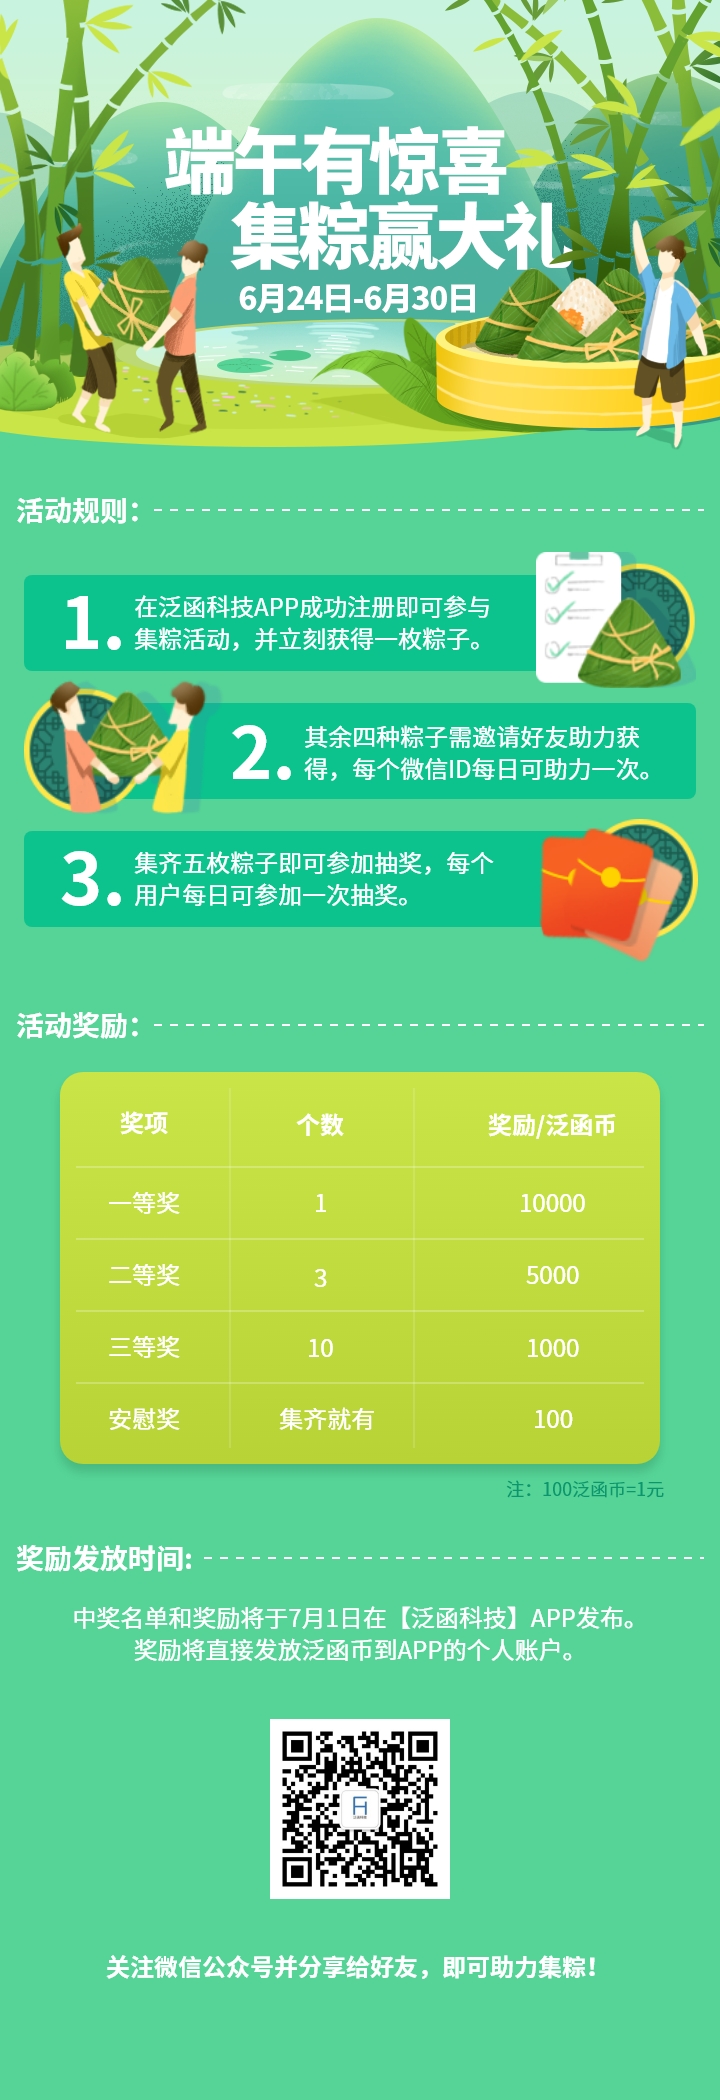 端午有惊喜
集粽赢大礼
6月24日-6月30日
活动规则：
1.
在泛函科技APP成功注册即可参与
集粽活动，并立刻获得一枚粽子。
2.
其余四种粽子需邀请好友助力获
得，每个微信ID每日可助力一次。
3.
集齐五枚粽子即可参加抽奖，每个
用户每日可参加一次抽奖。
活动奖励：
奖项 个数 奖励/泛函币
一等奖 1 10000
二等奖 3 5000
三等奖 10 1000
安慰奖 集齐就有 100
注：100泛函币=1元
奖励发放时间:
中奖名单和奖励将于7月1日在【泛函科技】APP发布。
奖励将直接发放泛函币到APP的个人账户。
关注微信公众号并分享给好友，即可助力集粽！